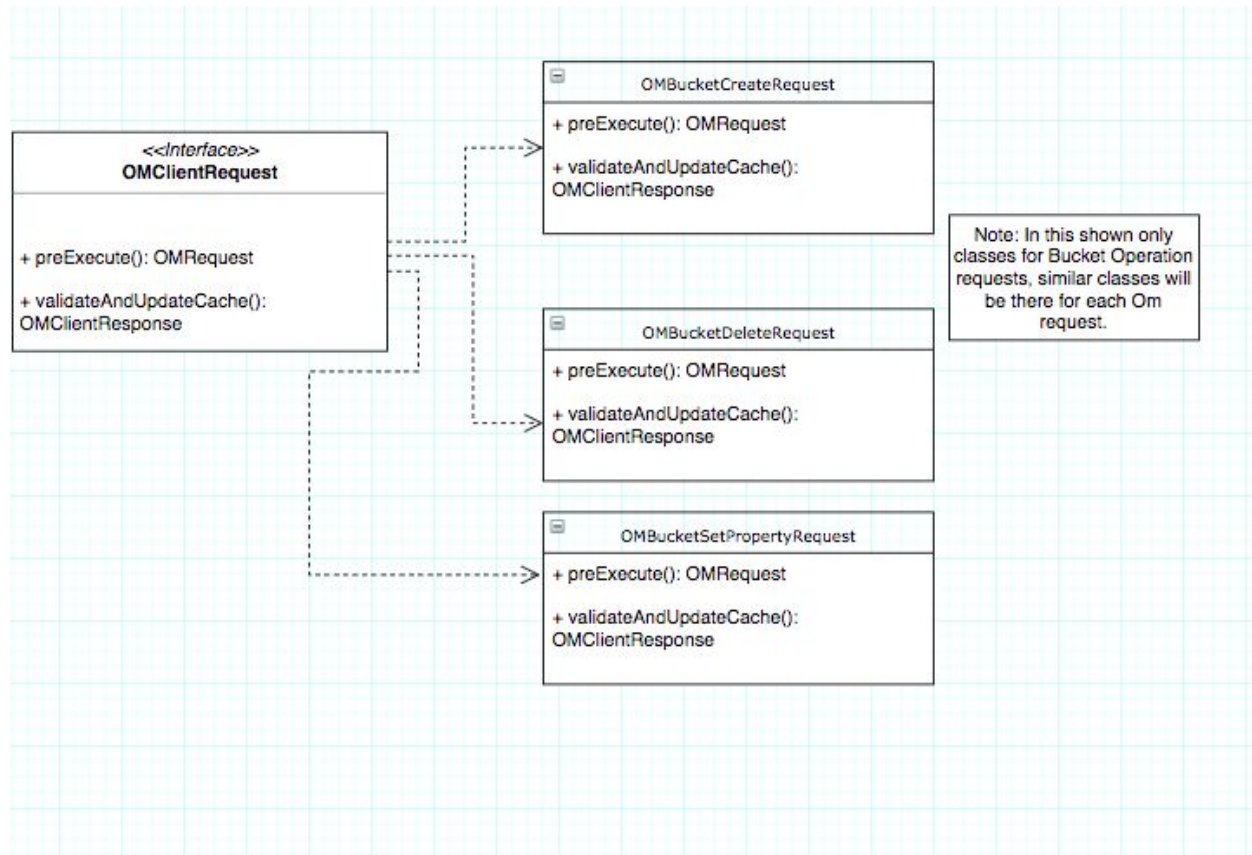 <<Interface>>
OMClientRequest
+ preExecute(): OMRequest
+ validateAndUpdateCache():
OMClientResponse
OMBucketCreateRequest
+ preExecute(): OMRequest
+ validateAndUpdateCache():
OMClientResponse
OMBucketDeleteRequest
+ preExecute(): OMRequest
+ validateAndUpdateCache():
OMClientResponse
OMBucketSetPropertyRequest
+ preExecute(): OMRequest
+ validateAndUpdateCache():
OMClientResponse
Note: In this shown only
classes for Bucket Operation
requests, similar classes will
be there for each Om
request.